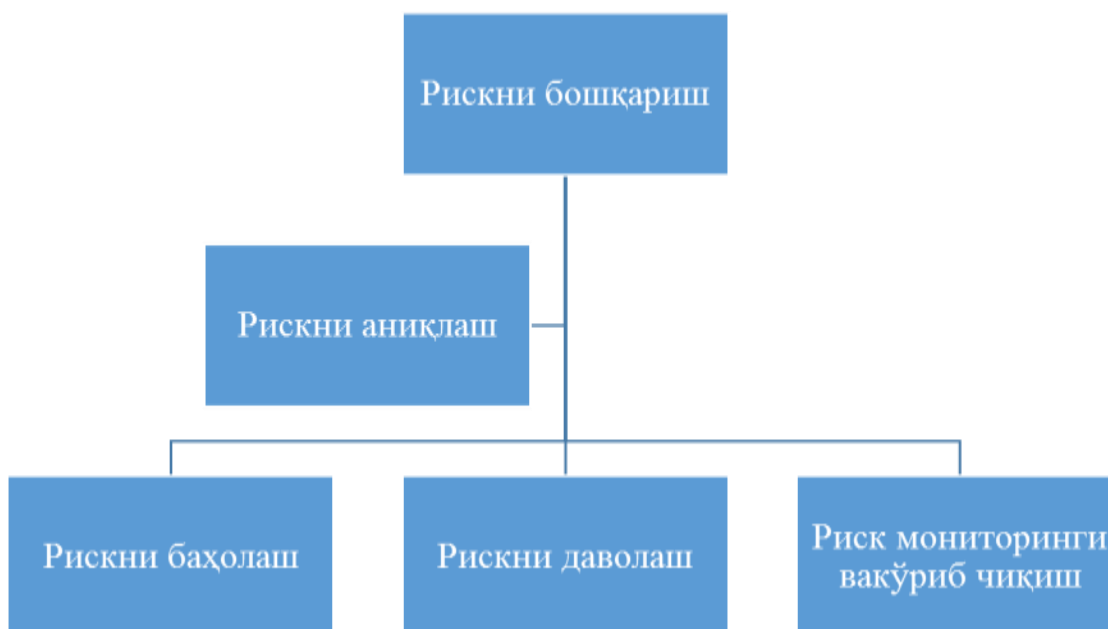 Рискни бошқариш
Рискни аниқлаш
Рискни баҳолаш
Рискни даволаш
Риск мониторинги
вакўриб чиқиш